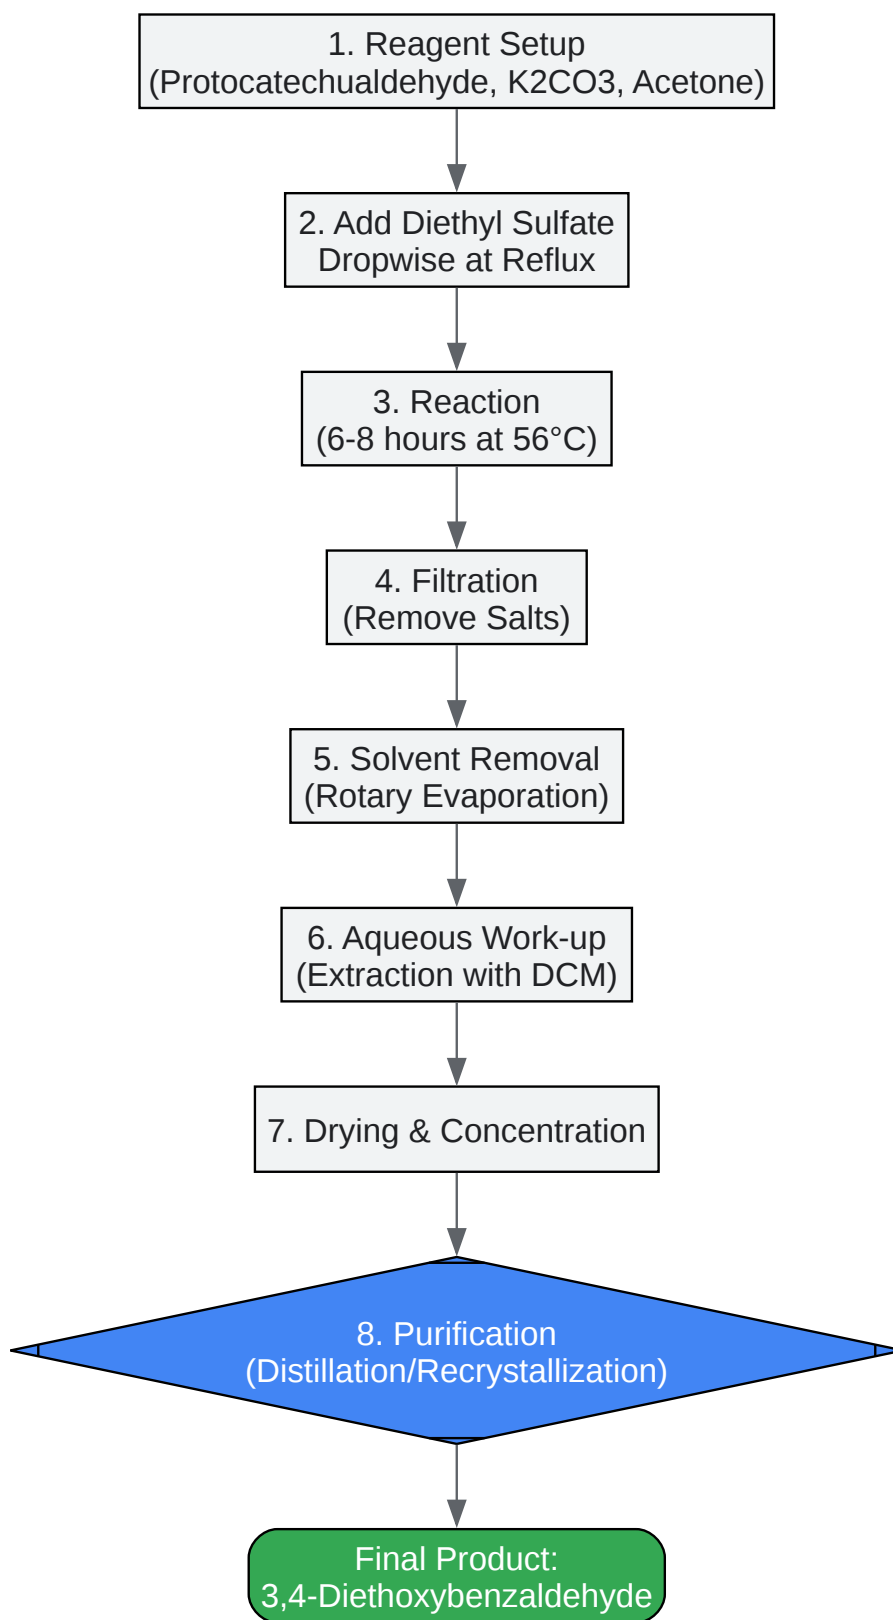 1. Reagent Setup
(Protocatechualdehyde, K2CO3, Acetone)
2. Add Diethyl Sulfate
Dropwise at Reflux
3. Reaction
(6-8 hours at 56°C)
4. Filtration
(Remove Salts)
5. Solvent Removal
(Rotary Evaporation)
6. Aqueous Work-up
(Extraction with DCM)
7. Drying & Concentration
8. Purification
(Distillation/Recrystallization)
Final Product:
3,4-Diethoxybenzaldehyde